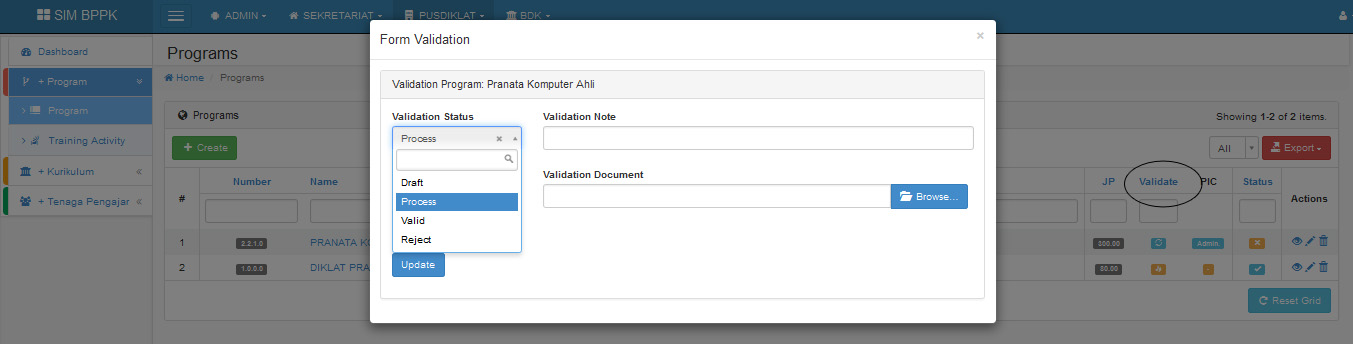 SIM BPPK
ADMIN
SEKRETARIAT
PUSDIKLAT
BDK
Form Validation
×
Dashboard
Programs
+ Program
Home / Programs
Validation Program: Pranata Komputer Ahli
> Program
Programs
Showing 1-2 of 2 items.
Validation Status
Validation Note
> Training Activity
+ Create
Process ×
All
Export
+ Kurikulum
Draft
Validation Document
+ Tenaga Pengajar
#
Number
Name
Process
Browse...
JP
Validate
PIC
Status
Actions
Valid
Reject
1
2.2.1.0
PRANATA KO
300.00
Admin
2
1.0.0.0
DIKLAT PRA
80.00
-
Update
Reset Grid